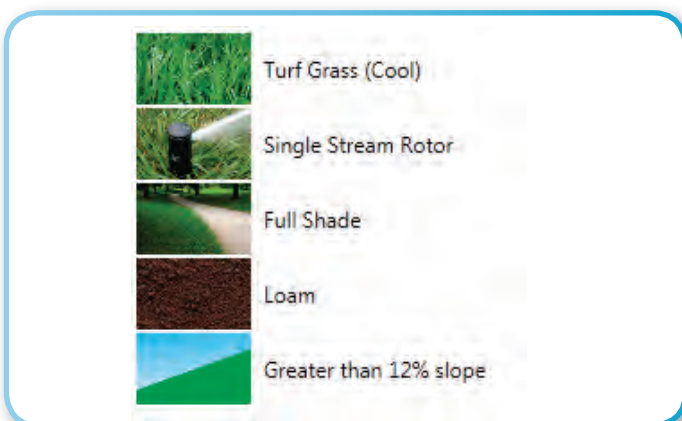 Turf Grass (Cool)
Single Stream Rotor
Full Shade
Loam
Greater than 12% slope